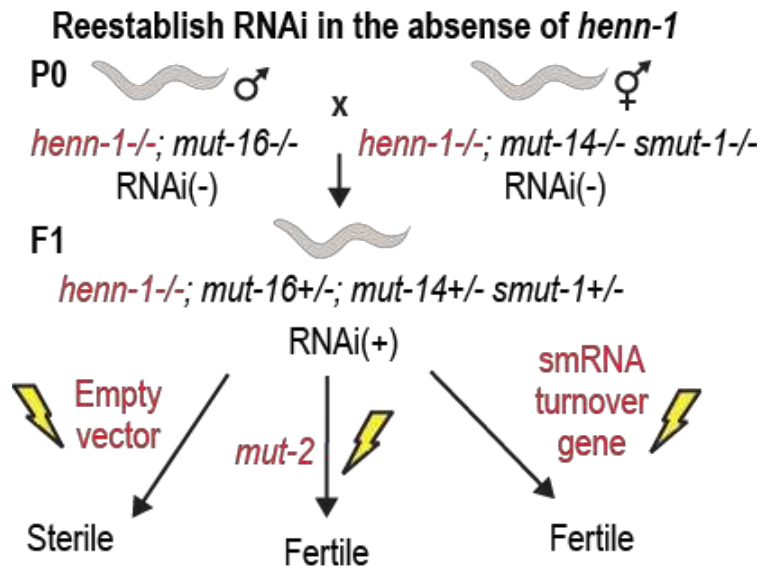 Reestablish RNAi in the absense of henn-1
P0
♂
x
⚥
henn-1-/-; mut-16-/-
RNAi(-)
henn-1-/-; mut-14-/- smut-1-/-
RNAi(-)
F1
henn-1-/-; mut-16+/-; mut-14+/- smut-1+/-
RNAi(+)
Empty
vector
mut-2
smRNA
turnover
gene
Sterile
Fertile
Fertile